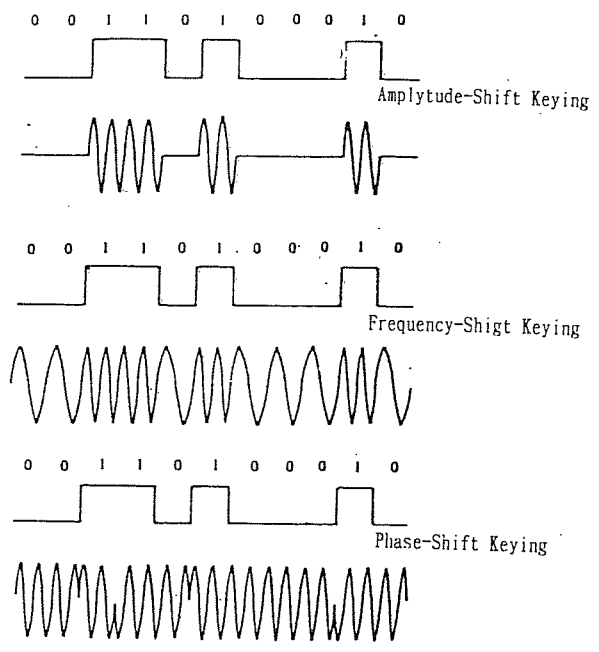 0 0 1 1 0 1 0 0 0 1 0
Amplytude-Shift Keying
0 0 1 1 0 1 0 0 0 1 0
Frequency-Shigt Keying
0 0 1 1 0 1 0 0 0 1 0
Phase-Shift Keying